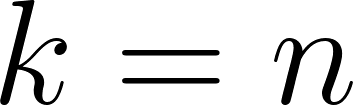 k = n